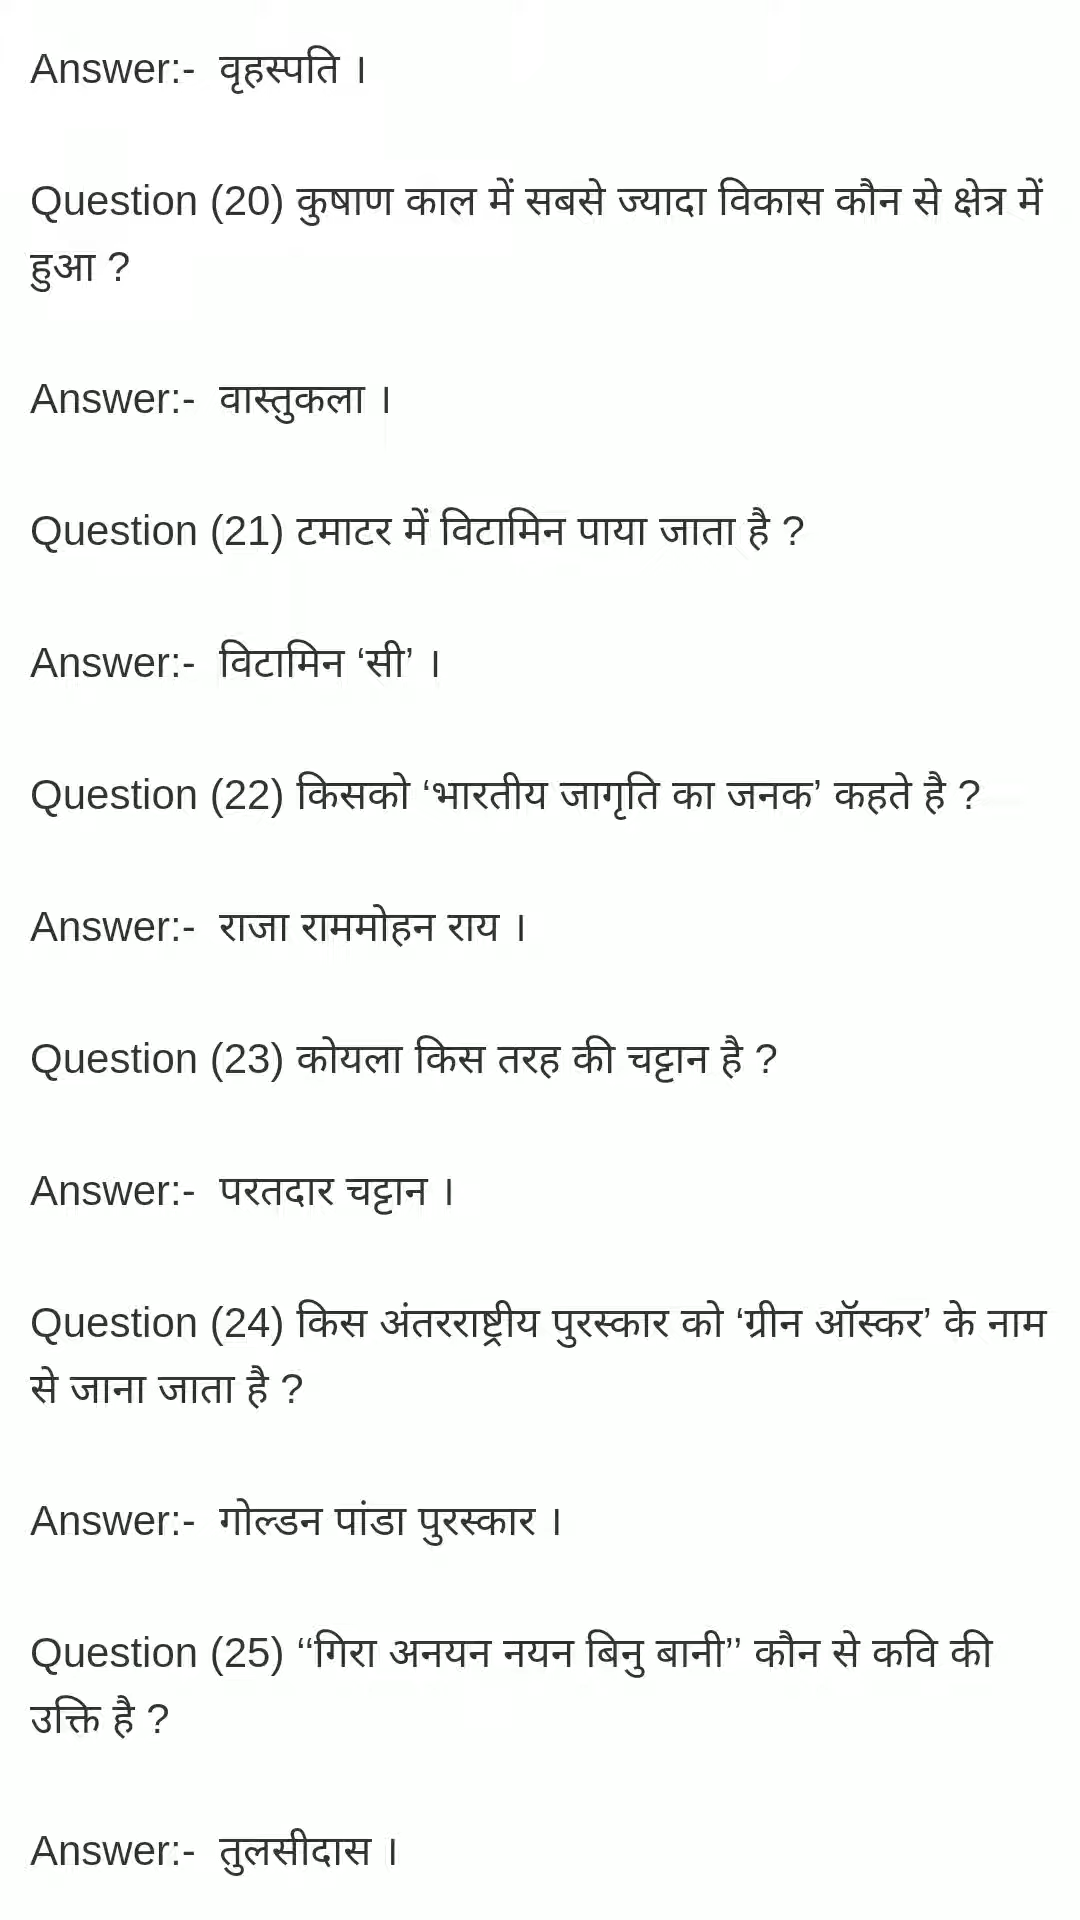 Answer:-  वृहस्पति ।
Question (20) कुषाण काल में सबसे ज्यादा विकास कौन से क्षेत्र में
हुआ ?
Answer:-  वास्तुकला ।
Question (21) टमाटर में विटामिन पाया जाता है ?
Answer:-  विटामिन ‘सी’ ।
Question (22) किसको ‘भारतीय जागृति का जनक’ कहते है ?
Answer:-  राजा राममोहन राय ।
Question (23) कोयला किस तरह की चट्टान है ?
Answer:-  परतदार चट्टान ।
Question (24) किस अंतरराष्ट्रीय पुरस्कार को ‘ग्रीन ऑस्कर’ के नाम
से जाना जाता है ?
Answer:-  गोल्डन पांडा पुरस्कार ।
Question (25) ‘‘गिरा अनयन नयन बिनु बानी’’ कौन से कवि की
उक्ति है ?
Answer:-  तुलसीदास ।